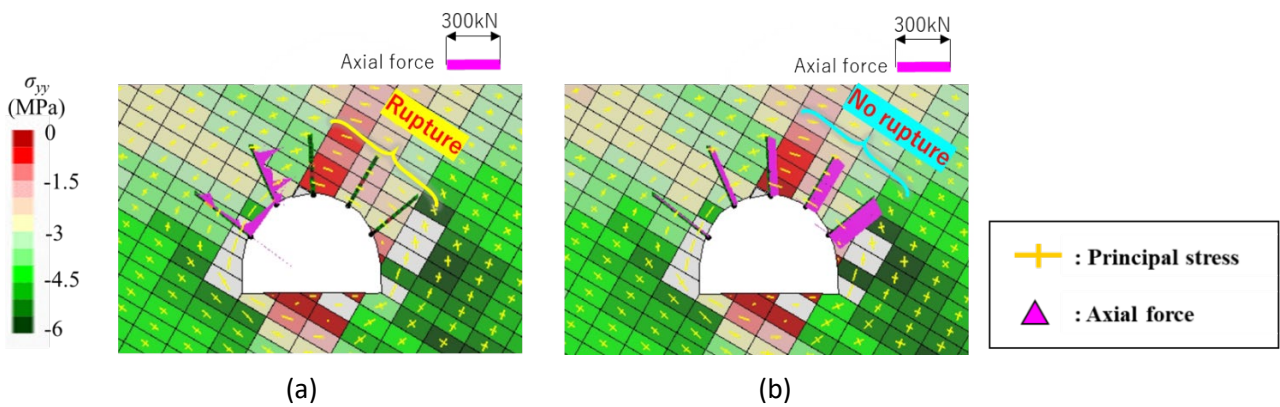 300kN
Axial force
300kN
Axial force
σyy
(MPa)
0
-1.5
-3
-4.5
-6
Rupture
No rupture
: Principal stress
: Axial force
(a)
(b)